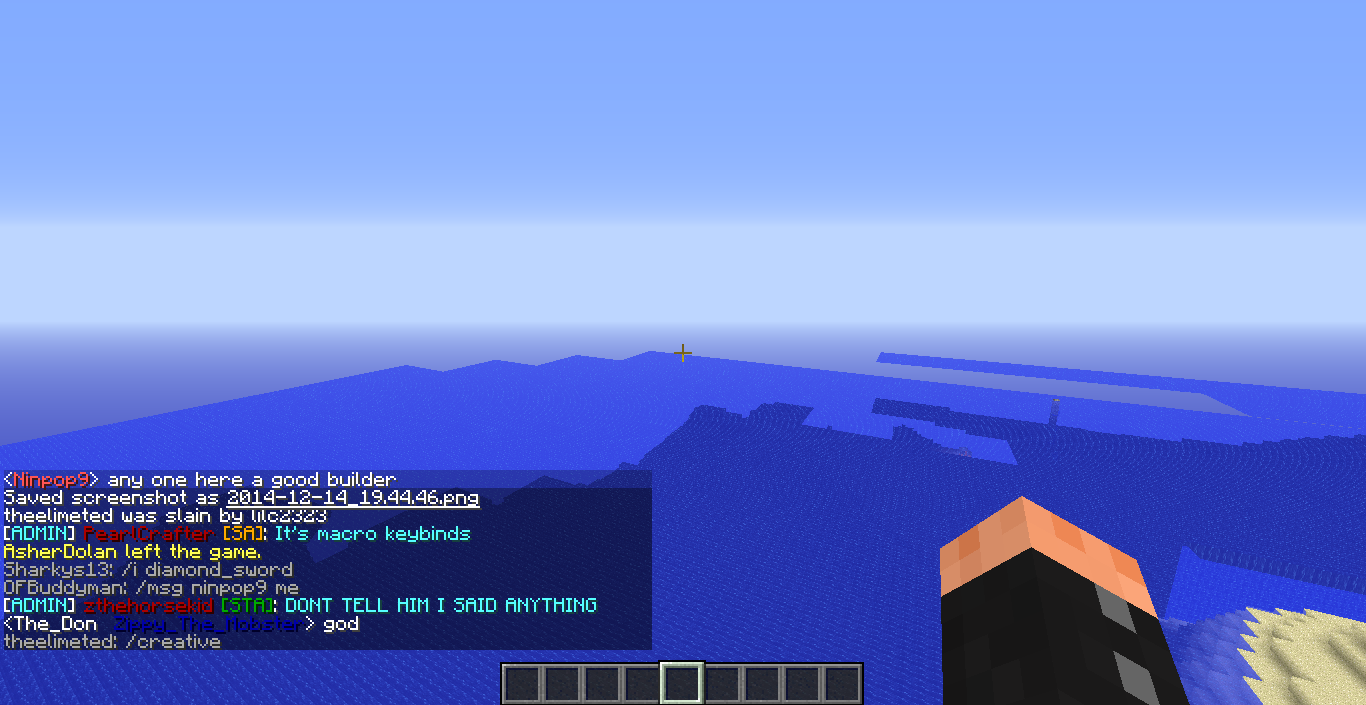 <Ninpop9> any one here a good builder
Saved screenshot as 2014-12-14_19.44.46.png
theelimeted was slain by lilc2323
[ADMIN] PearlCrafter [SA]: It's macro keybinds
AsherDolan left the game.
Sharkys13: /i diamond_sword
OFBuddyman: /msg ninpop9 me
[ADMIN] zthehorsekid [STA]: DONT TELL HIM I SAID ANYTHING
<The_Don Zippy_The_Mobster> god
theelimeted: /creative